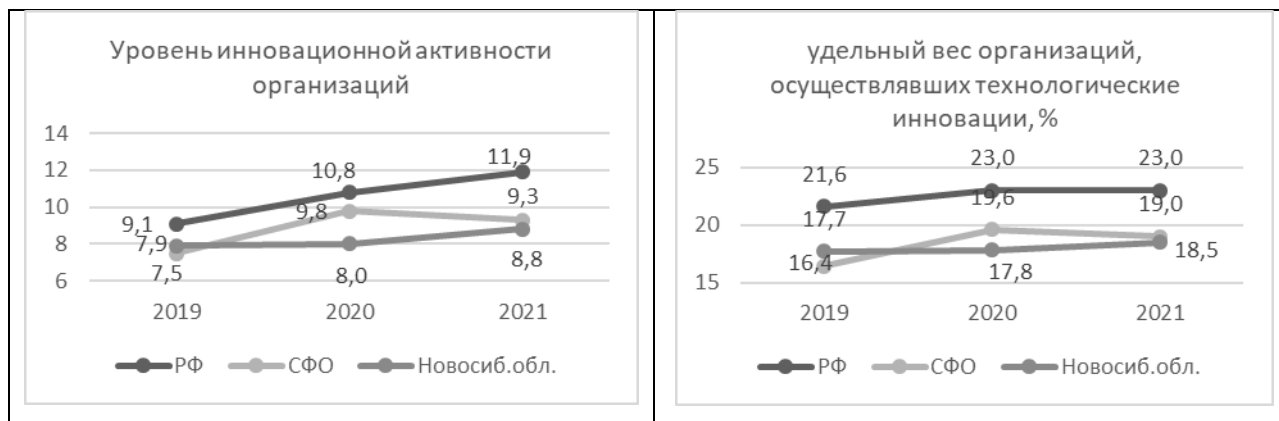 Уровень инновационной активности
организаций
14
12
10
8
6
9,1
10,8
11,9
7,5
9,8
9,3
7,9
8,0
8,8
2019 2020 2021
РФ СФО Новосиб.обл.
удельный вес организаций,
осуществлявших технологические
инновации, %
25
20
15
21,6
23,0
23,0
16,4
19,6
19,0
17,7
17,8
18,5
2019 2020 2021
РФ СФО Новосиб.обл.